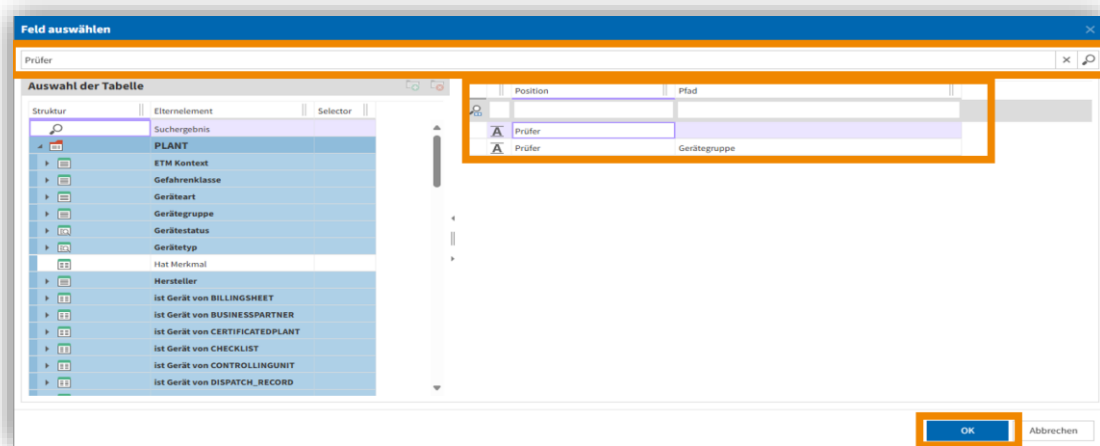 Feld auswählen
Prüfer
Auswahl der Tabelle
Struktur Elternelement Selector
Suchergebnis
PLANT
ETM Kontext
Gefahrenklasse
Geräteart
Gerätegruppe
Gerätestatus
Gerätetyp
Hat Merkmal
Hersteller
ist Gerät von BILLINGSHEET
ist Gerät von BUSINESSPARTNER
ist Gerät von CERTIFICATEDPLANT
ist Gerät von CHECKLIST
ist Gerät von CONTROLLINGUNIT
ist Gerät von DISPATCH_RECORD
Position Pfad
Prüfer
Prüfer Gerätegruppe
OK Abbrechen